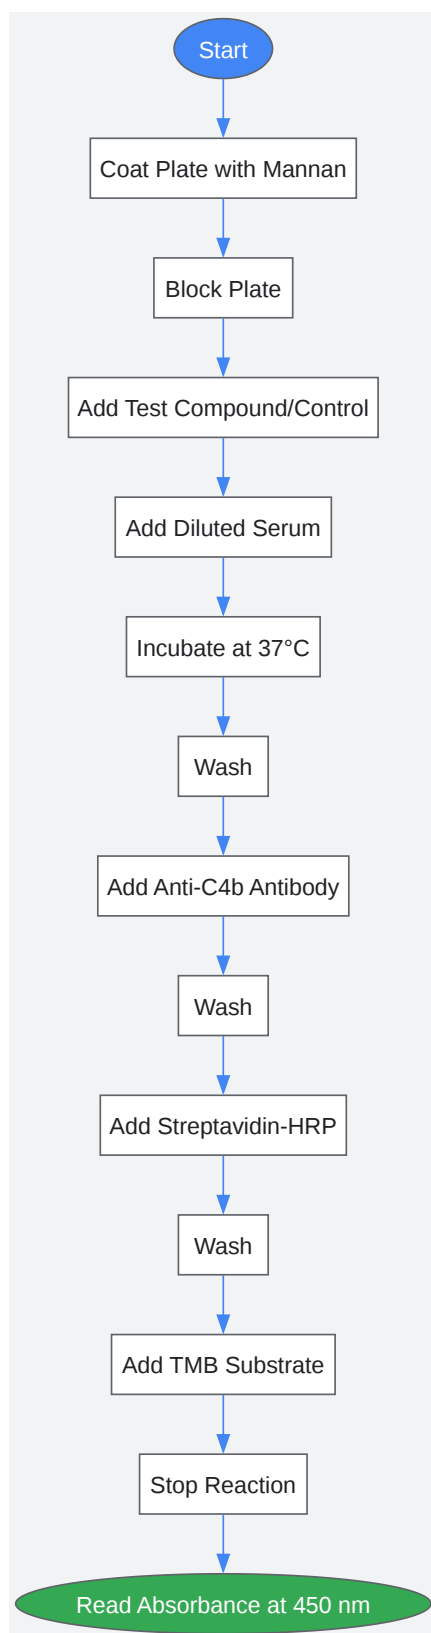 Start
Coat Plate with Mannan
Block Plate
Add Test Compound/Control
Add Diluted Serum
Incubate at 37°C
Wash
Add Anti-C4b Antibody
Wash
Add Streptavidin-HRP
Wash
Add TMB Substrate
Stop Reaction
Read Absorbance at 450 nm